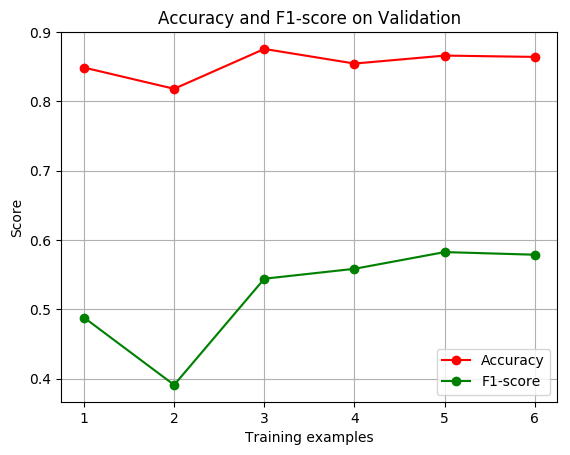 Accuracy and F1-score on Validation
0.9
0.8
0.7
0.6
0.5
0.4
Score
1 2 3 4 5 6
Training examples
Accuracy
F1-score